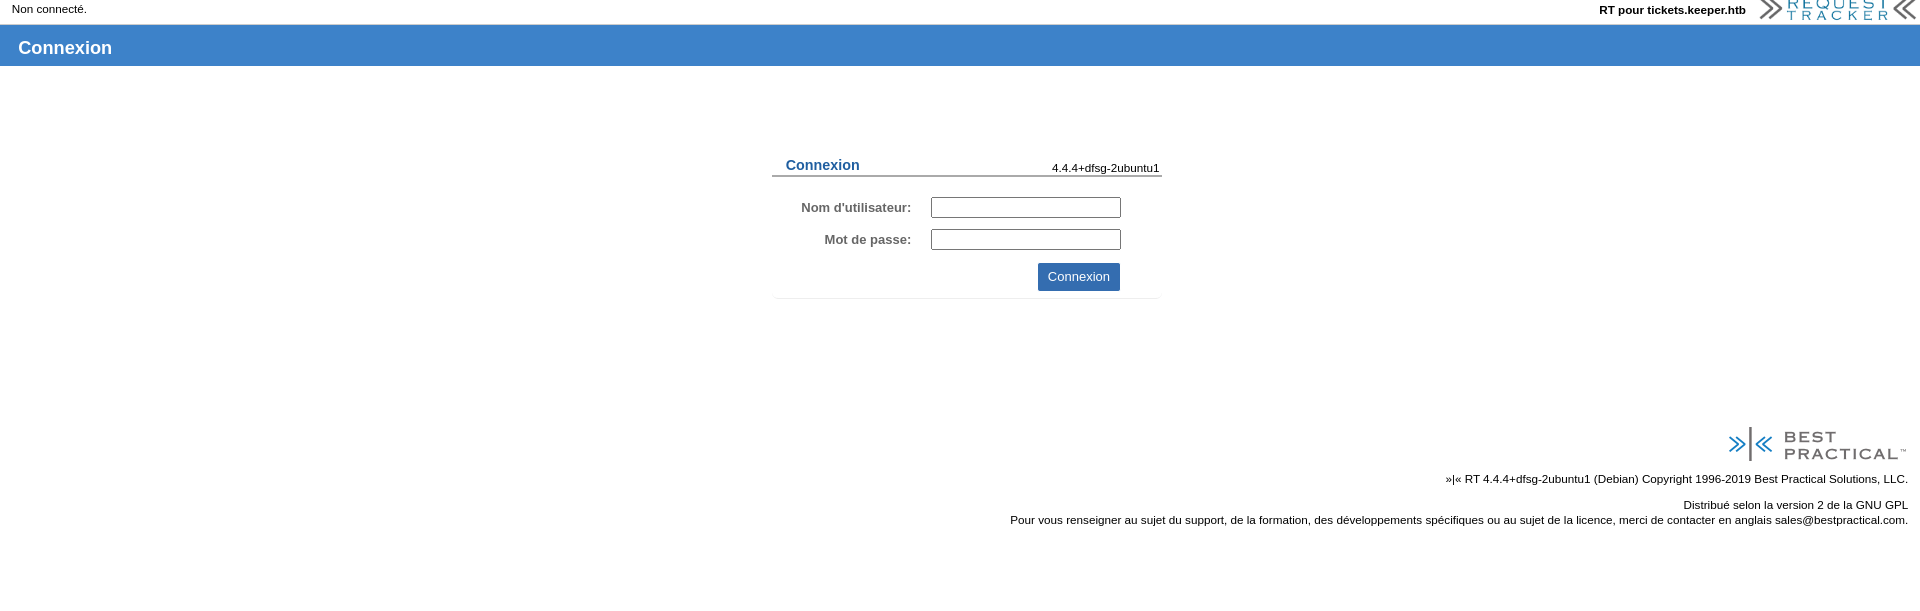 Non connecté.
RT pour tickets.keeper.htb
REQUEST
TRACKER
Connexion
Connexion
4.4.4+dfsg-2ubuntu1
Nom d'utilisateur:
Mot de passe:
Connexion
BEST
PRACTICAL™
»|« RT 4.4.4+dfsg-2ubuntu1 (Debian) Copyright 1996-2019 Best Practical Solutions, LLC.
Distribué selon la version 2 de la GNU GPL
Pour vous renseigner au sujet du support, de la formation, des développements spécifiques ou au sujet de la licence, merci de contacter en anglais sales@bestpractical.com.